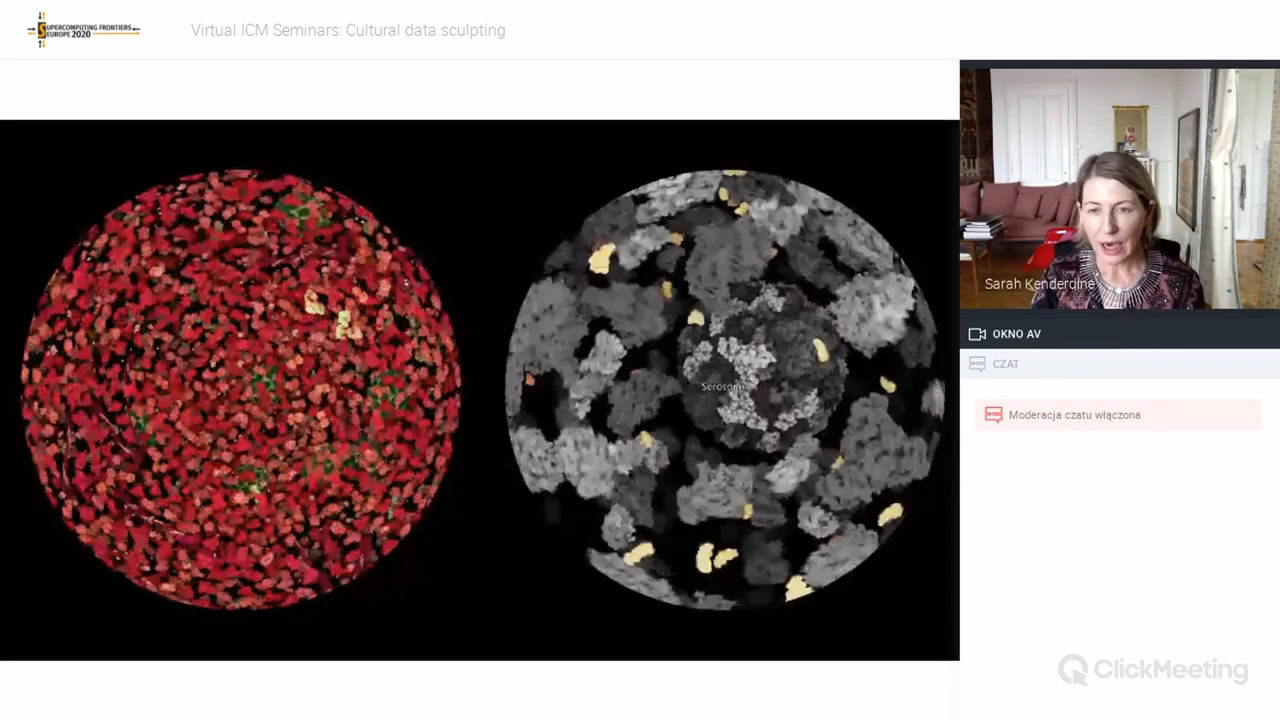 SUPERCOMPUTING FRONTIERS
EUROPE 2020
Virtual ICM Seminars: Cultural data sculpting
Serotonin
Sarah Kenderdine
OKNO AV
CZAT
Moderacja czatu włączona
ClickMeeting